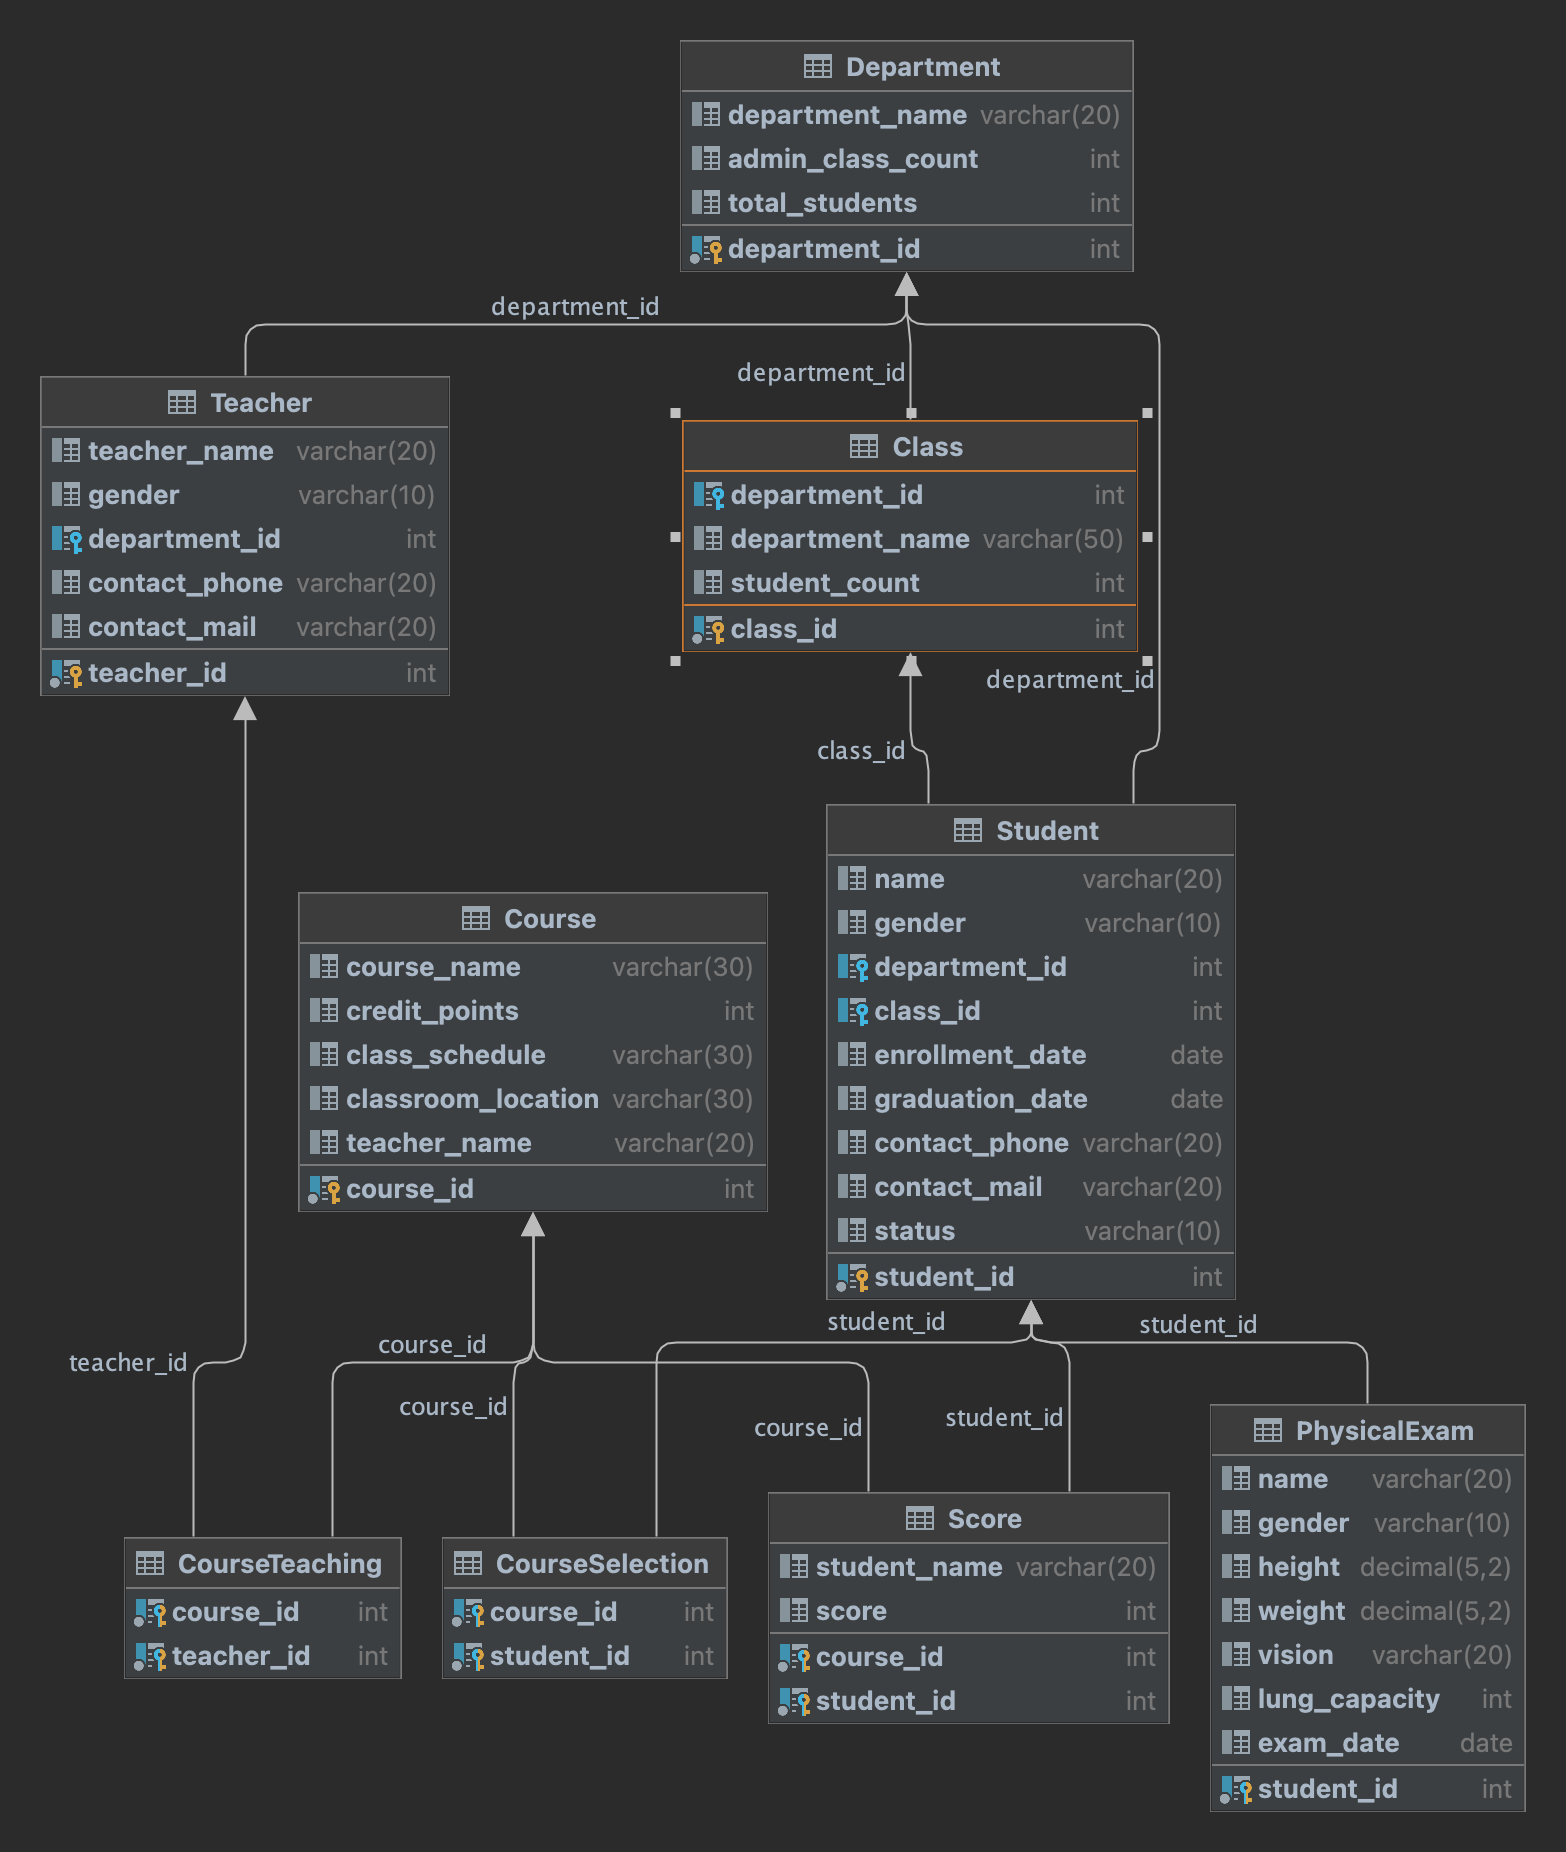 Department
department_name varchar(20)
admin_class_count int
total_students int
department_id int
department_id
department_id
Teacher
teacher_name varchar(20)
gender varchar(10)
department_id int
contact_phone varchar(20)
contact_mail varchar(20)
teacher_id int
Class
department_id int
department_name varchar(50)
student_count int
class_id int
department_id
class_id
Student
name varchar(20)
gender varchar(10)
department_id int
class_id int
enrollment_date date
graduation_date date
contact_phone varchar(20)
contact_mail varchar(20)
status varchar(10)
student_id int
Course
course_name varchar(30)
credit_points int
class_schedule varchar(30)
classroom_location varchar(30)
teacher_name varchar(20)
course_id int
student_id
student_id
course_id
teacher_id
course_id
student_id
course_id
CourseTeaching
course_id int
teacher_id int
CourseSelection
course_id int
student_id int
Score
student_name varchar(20)
score int
course_id int
student_id int
PhysicalExam
name varchar(20)
gender varchar(10)
height decimal(5,2)
weight decimal(5,2)
vision varchar(20)
lung_capacity int
exam_date date
student_id int